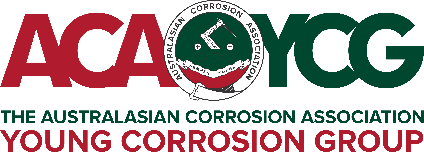 ACA YCG
AUSTRALASIAN CORROSION ASSOCIATION
THE AUSTRALASIAN CORROSION ASSOCIATION
YOUNG CORROSION GROUP